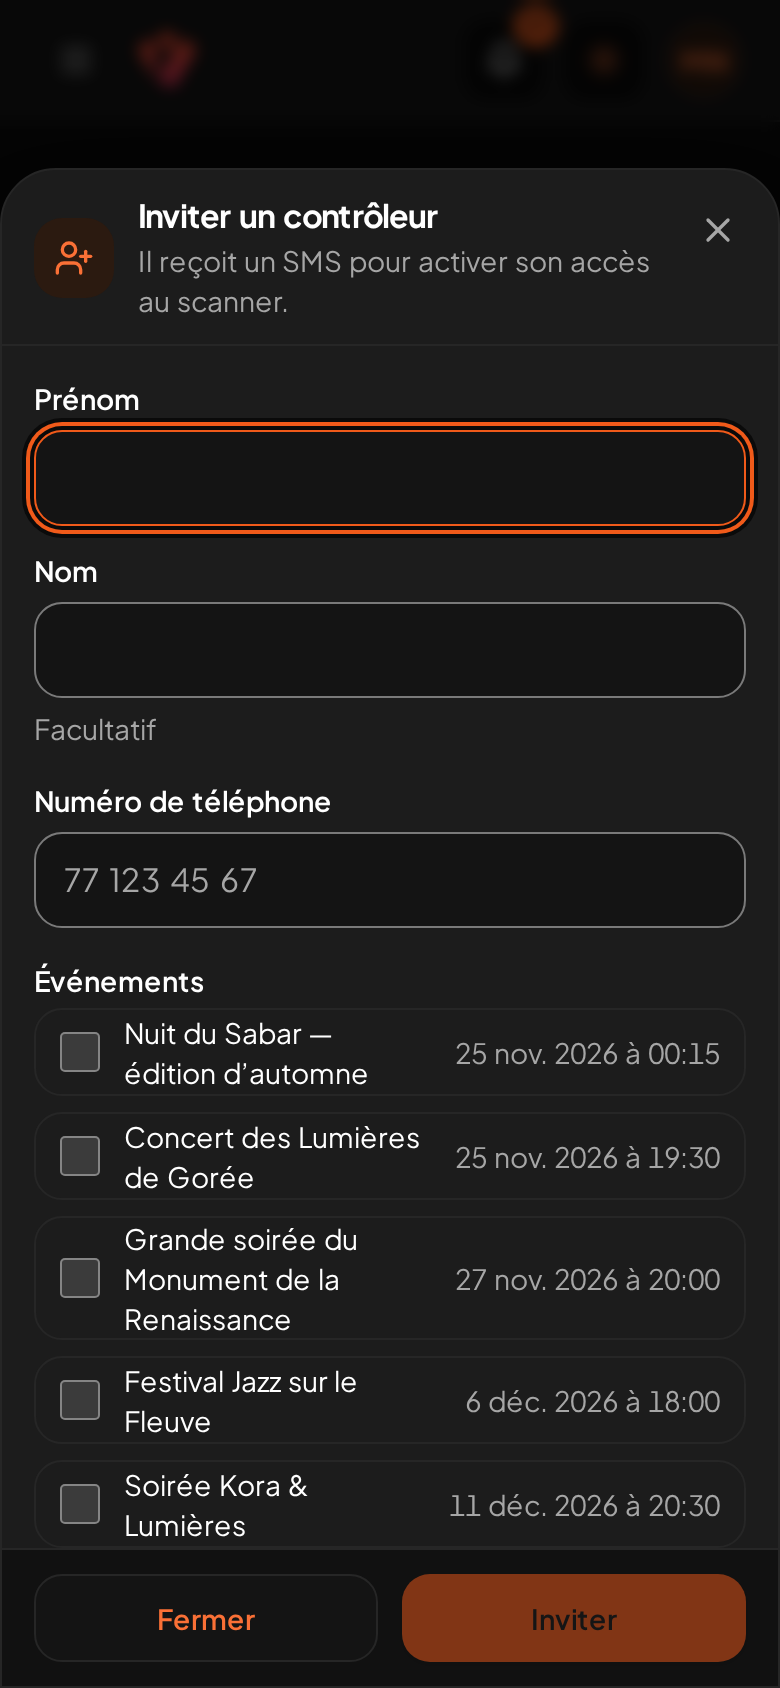 Inviter un contrôleur
Il reçoit un SMS pour activer son accès
au scanner.
Prénom
Nom
Facultatif
Numéro de téléphone
77 123 45 67
Événements
Nuit du Sabar —
édition d’automne
25 nov. 2026 à 00:15
Concert des Lumières
de Gorée
25 nov. 2026 à 19:30
Grande soirée du
Monument de la
Renaissance
27 nov. 2026 à 20:00
Festival Jazz sur le
Fleuve
6 déc. 2026 à 18:00
Soirée Kora &
Lumières
11 déc. 2026 à 20:30
Fermer
Inviter